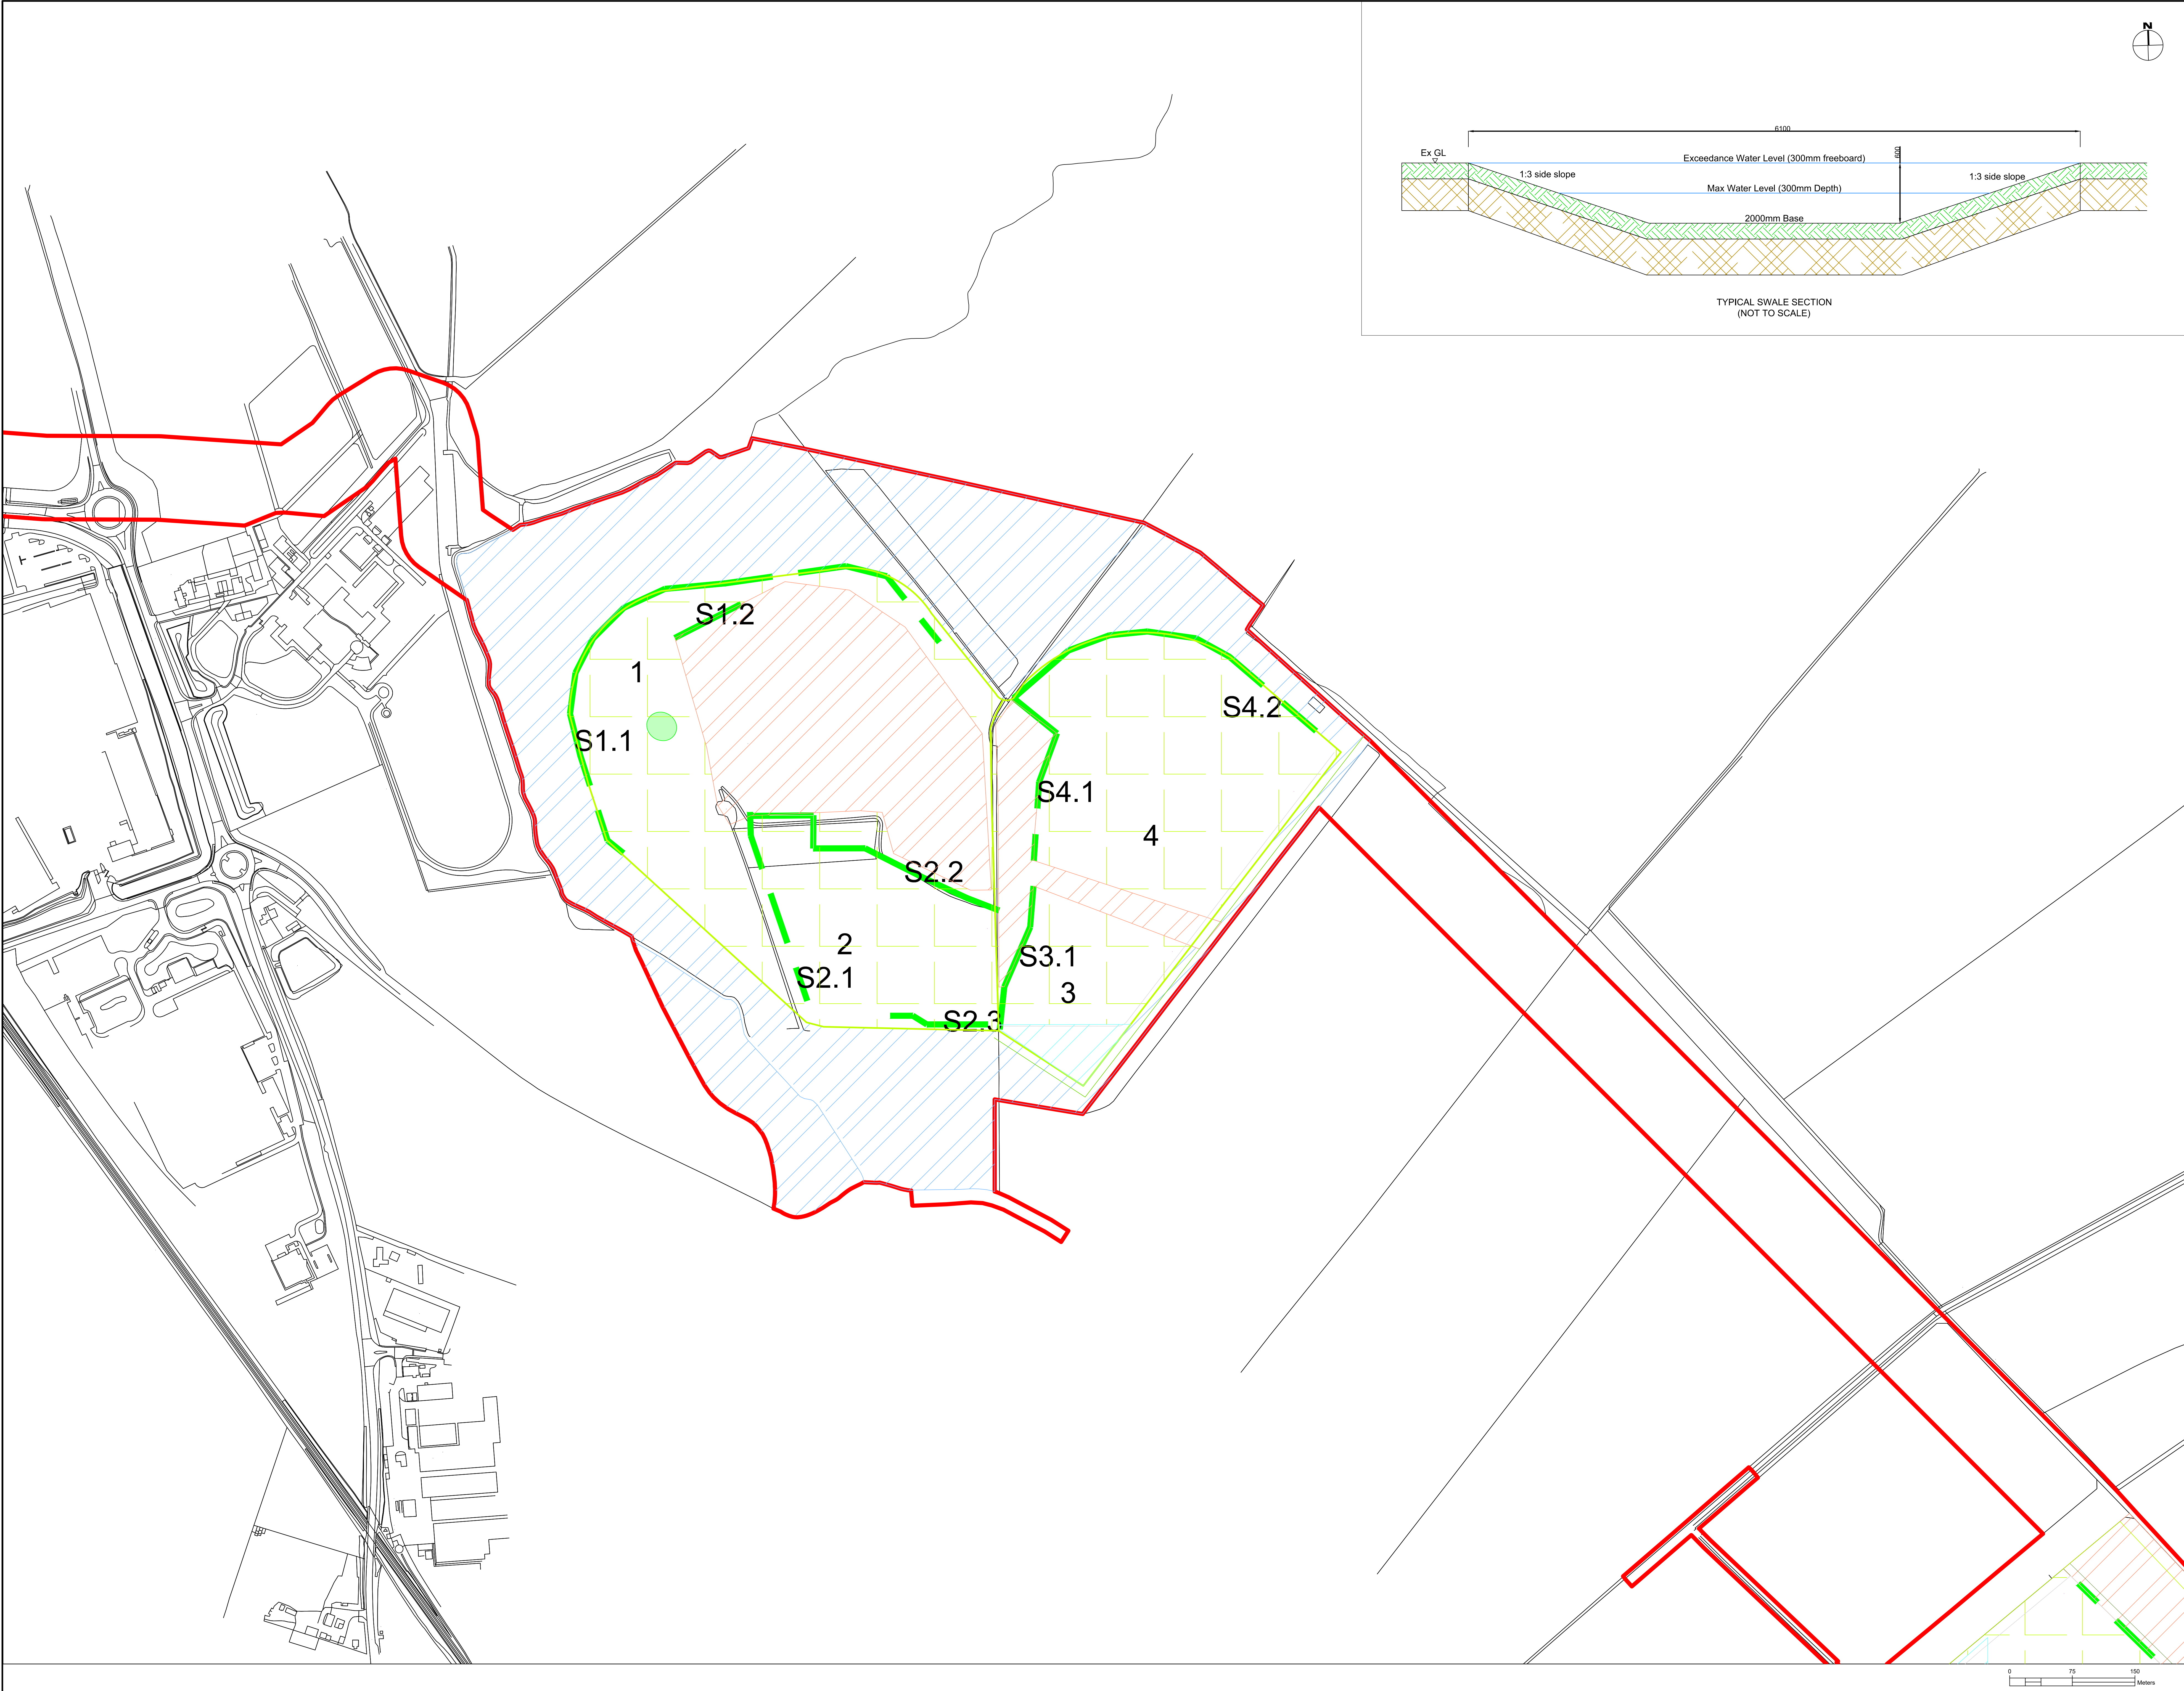 N
6100
Ex GL
600
Exceedance Water Level (300mm freeboard)
1:3 side slope
1:3 side slope
Max Water Level (300mm Depth)
2000mm Base
TYPICAL SWALE SECTION
(NOT TO SCALE)
S1.2
1
S4.2
S1.1
S4.1
4
S2.2
2
S3.1
S2.1
3
S2.3
0 75 150
Meters